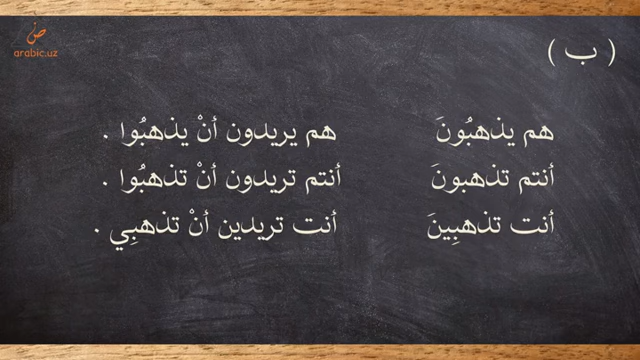 arabic.uz
( ب )
هم يذهبُونَ هم يريدون أنْ يذهبُوا .
أنتم تذهبونَ أنتم تريدون أنْ تذهبُوا .
أنت تذهبِينَ أنت تريدين أنْ تذهبِي .